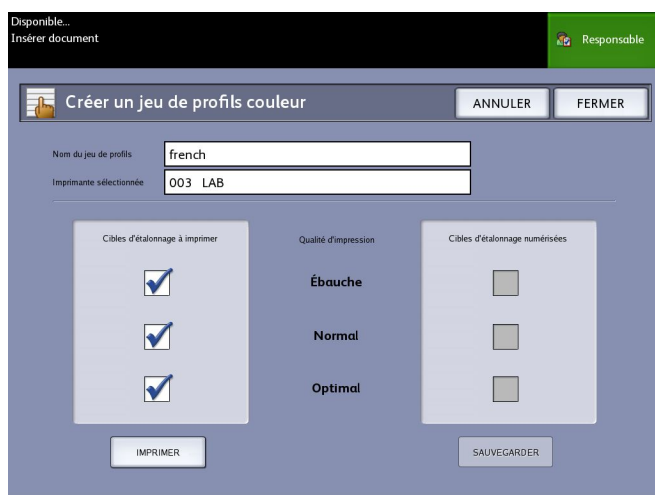 Disponible...
Insérer document
Responsable
Créer un jeu de profils couleur
ANNULER
FERMER
Nom du jeu de profils
french
Imprimante sélectionnée
003 LAB
Cibles d'étalonnage à imprimer
Qualité d'impression
Cibles d'étalonnage numérisées
Ébauche
Normal
Optimal
IMPRIMER
SAUVEGARDER